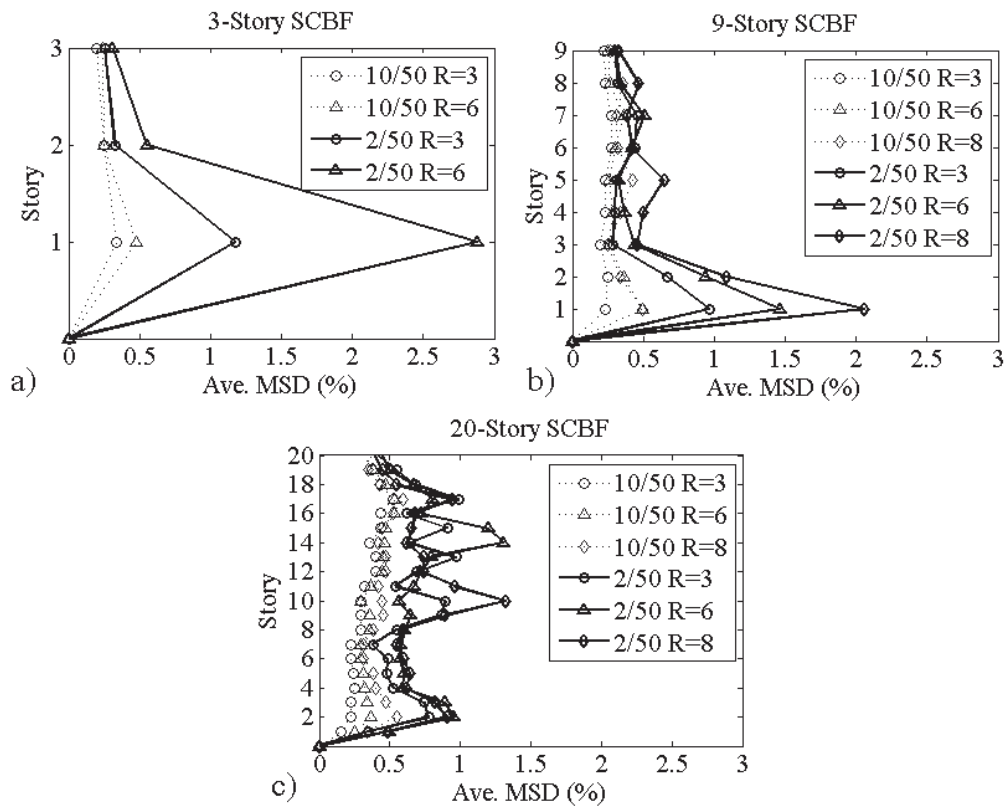 3-Story SCBF
3
2
1
Story
0
0.5
1
1.5
2
2.5
3
Ave. MSD (%)
a)
10/50 R=3
10/50 R=6
2/50 R=3
2/50 R=6
9-Story SCBF
9
8
7
6
5
4
3
2
1
Story
0
0.5
1
1.5
2
2.5
3
Ave. MSD (%)
b)
10/50 R=3
10/50 R=6
10/50 R=8
2/50 R=3
2/50 R=6
2/50 R=8
20-Story SCBF
20
18
16
14
12
10
8
6
4
2
Story
0
0.5
1
1.5
2
2.5
3
Ave. MSD (%)
c)
10/50 R=3
10/50 R=6
10/50 R=8
2/50 R=3
2/50 R=6
2/50 R=8